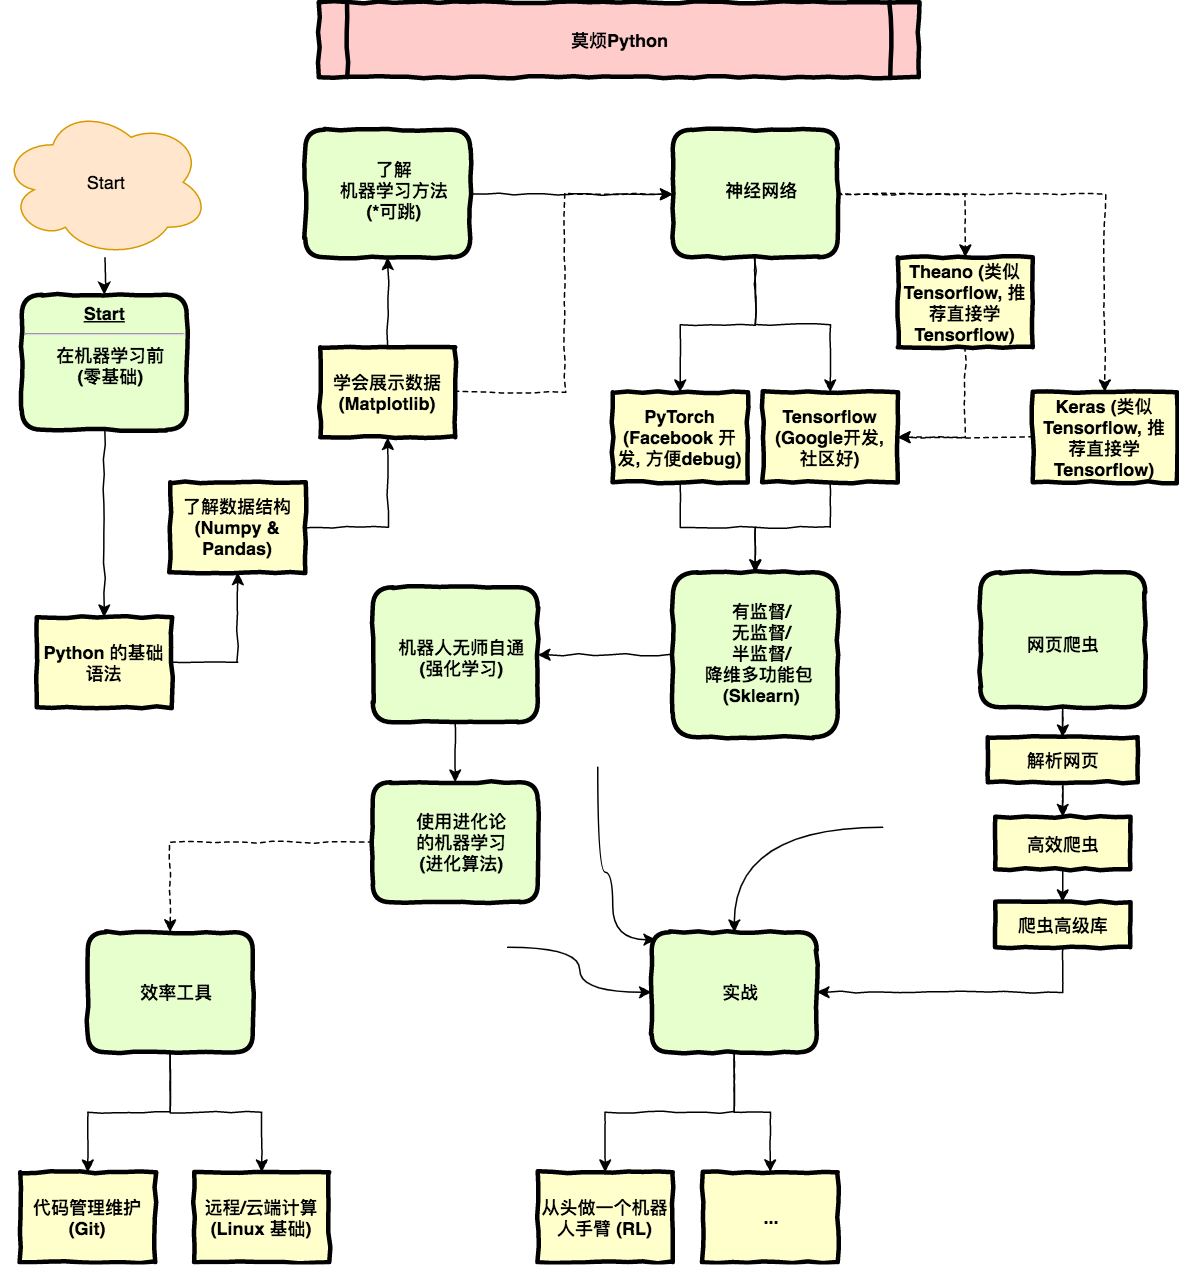 莫烦Python
Start
Start
在机器学习前
(零基础)
Python 的基础
语法
了解数据结构
(Numpy &
Pandas)
学会展示数据
(Matplotlib)
了解
机器学习方法
(*可跳)
神经网络
Theano (类似
Tensorflow, 推
荐直接学
Tensorflow)
Keras (类似
Tensorflow, 推
荐直接学
Tensorflow)
PyTorch
(Facebook 开
发, 方便debug)
Tensorflow
(Google开发,
社区好)
有监督/
无监督/
半监督/
降维多功能包
(Sklearn)
机器人无师自通
(强化学习)
使用进化论
的机器学习
(进化算法)
网页爬虫
解析网页
高效爬虫
爬虫高级库
效率工具
代码管理维护
(Git)
远程/云端计算
(Linux 基础)
实战
从头做一个机器
人手臂 (RL)
...